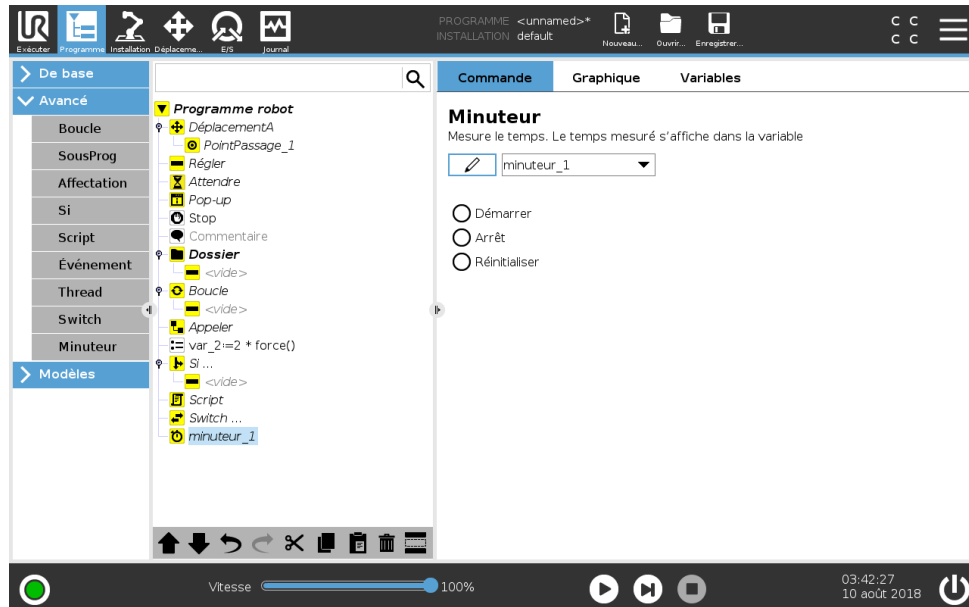 PROGRAMME <unnamed>*
INSTALLATION default
Exécuter Programme Installation Déplaceme... E/S Journal
Nouveau... Ouvrir... Enregistrer...
C C
C C
De base
Avancé
Boucle
SousProg
Affectation
Si
Script
Événement
Thread
Switch
Minuteur
Modèles
Programme robot
DéplacementA
PointPassage_1
Régler
Attendre
Pop-up
Stop
Commentaire
Dossier
<vide>
Boucle
<vide>
Appeler
var_2:=2 * force()
Si ...
<vide>
Script
Switch ...
minuteur_1
Commande Graphique Variables
Minuteur
Mesure le temps. Le temps mesuré s'affiche dans la variable
minuteur_1
Démarrer
Arrêt
Réinitialiser
Vitesse 100%
03:42:27
10 août 2018